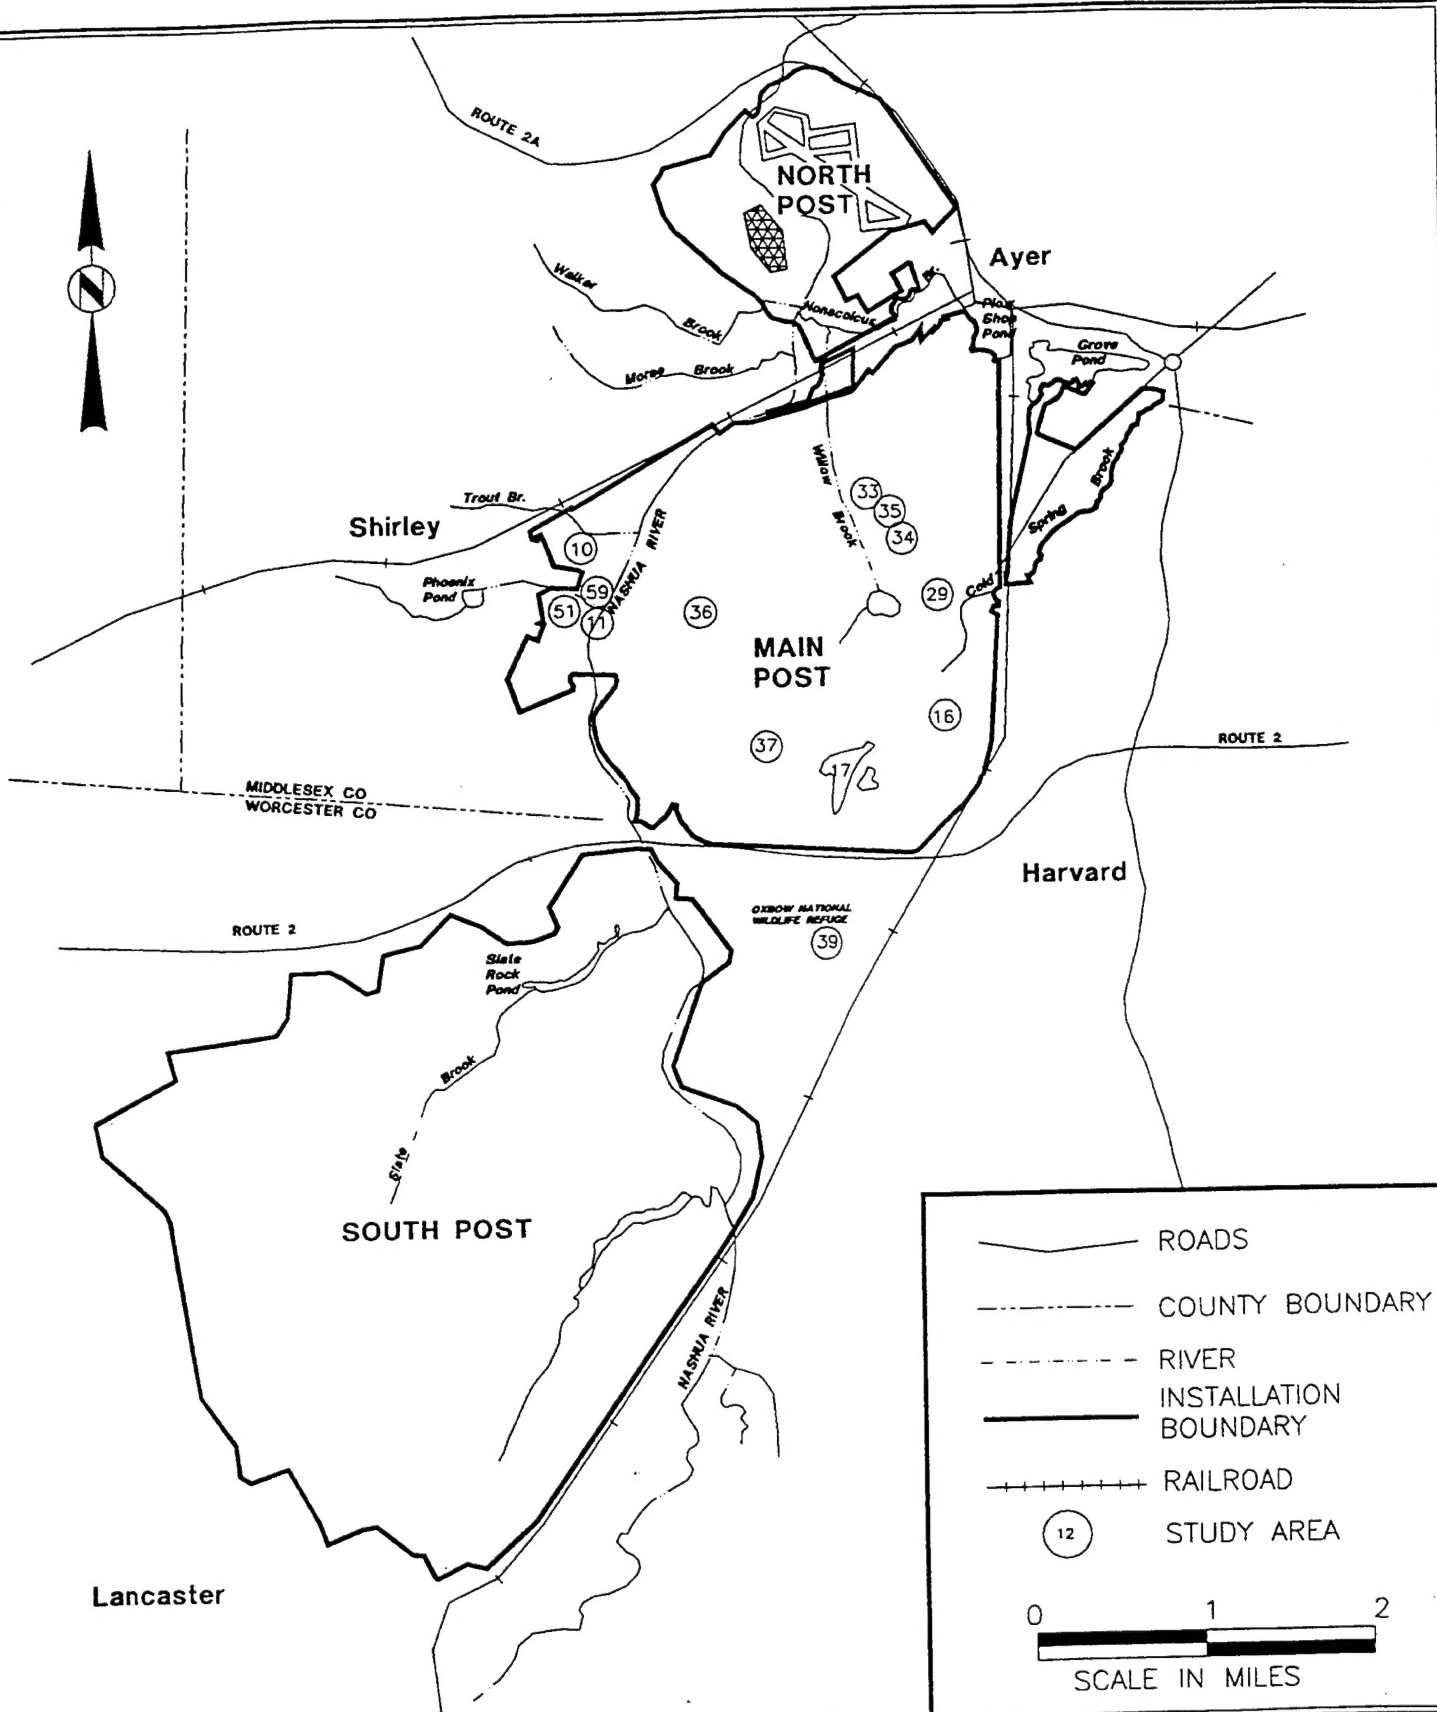 ROUTE 2A
NORTH
POST
Ayer
Walker
Brook
Nonacoicus
Br.
Plow
Shop
Pond
Grove
Pond
Morse Brook
Willow
Brook
Spring
Brook
Cold
Trout Br.
Shirley
NASHUA RIVER
Phoenix
Pond
33
35
34
10
59
51
11
36
29
MAIN
POST
16
37
17
ROUTE 2
MIDDLESEX CO
WORCESTER CO
Harvard
OXBOW NATIONAL
WILDLIFE REFUGE
39
ROUTE 2
Slate
Rock
Pond
Brook
Slate
SOUTH POST
NASHUA RIVER
Lancaster
ROADS
COUNTY BOUNDARY
RIVER
INSTALLATION
BOUNDARY
RAILROAD
12 STUDY AREA
0 1 2
SCALE IN MILES
N